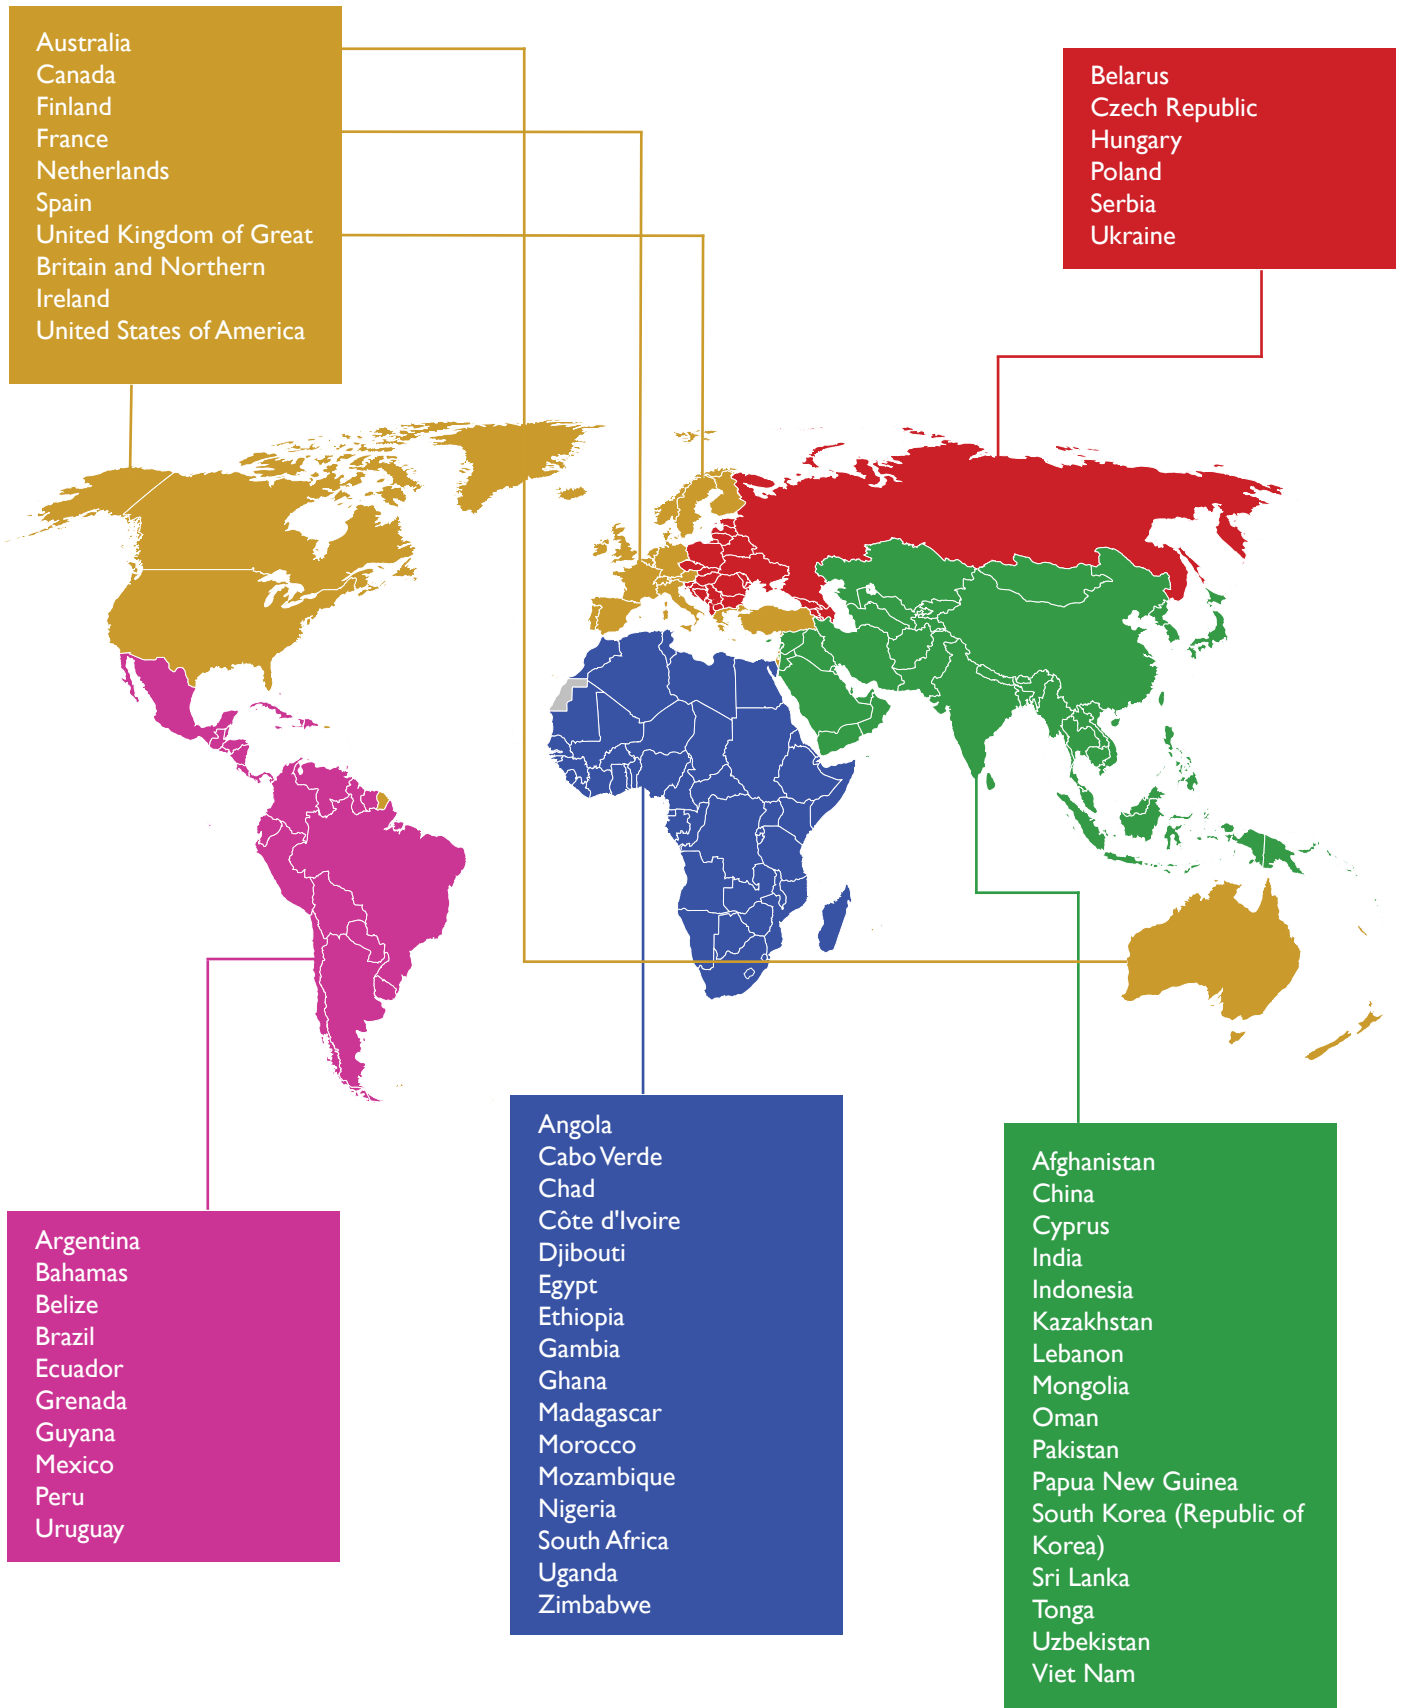 Australia
Canada
Finland
France
Netherlands
Spain
United Kingdom of Great
Britain and Northern
Ireland
United States of America
Belarus
Czech Republic
Hungary
Poland
Serbia
Ukraine
Argentina
Bahamas
Belize
Brazil
Ecuador
Grenada
Guyana
Mexico
Peru
Uruguay
Angola
Cabo Verde
Chad
Côte d'Ivoire
Djibouti
Egypt
Ethiopia
Gambia
Ghana
Madagascar
Morocco
Mozambique
Nigeria
South Africa
Uganda
Zimbabwe
Afghanistan
China
Cyprus
India
Indonesia
Kazakhstan
Lebanon
Mongolia
Oman
Pakistan
Papua New Guinea
South Korea (Republic of
Korea)
Sri Lanka
Tonga
Uzbekistan
Viet Nam